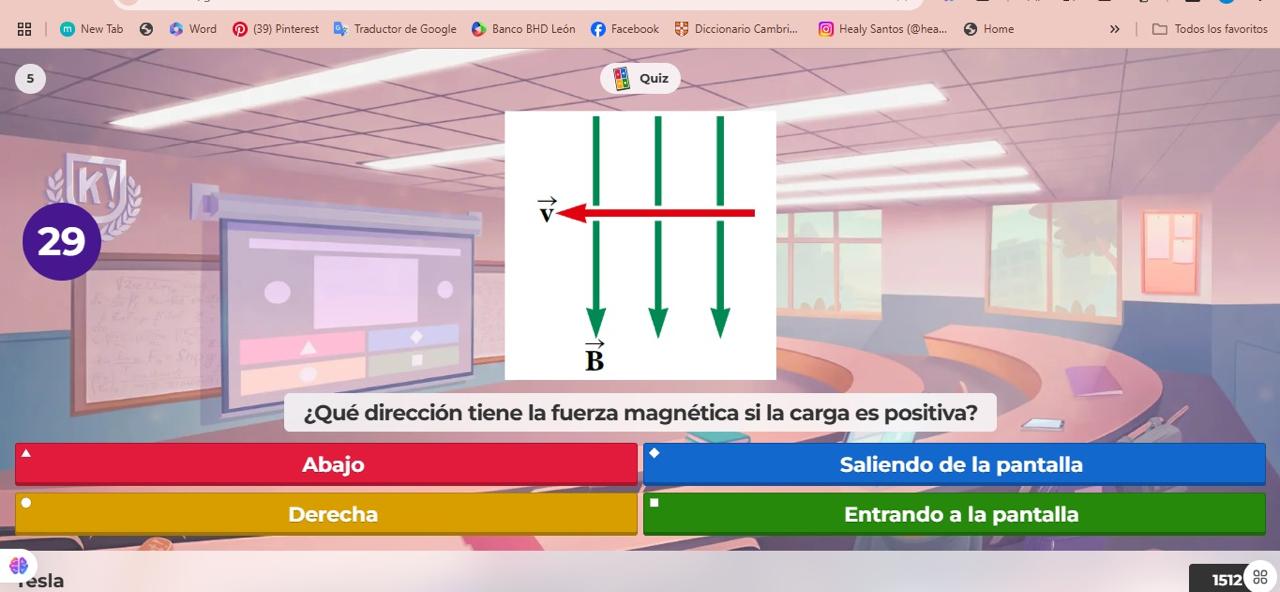 New Tab
Word
(39) Pinterest
Traductor de Google
Banco BHD León
Facebook
Diccionario Cambri...
Healy Santos (@hea...
Home
»
Todos los favoritos
5
Quiz
K!
29
v
B
¿Qué dirección tiene la fuerza magnética si la carga es positiva?
Abajo
Saliendo de la pantalla
Derecha
Entrando a la pantalla
Tesla
1512